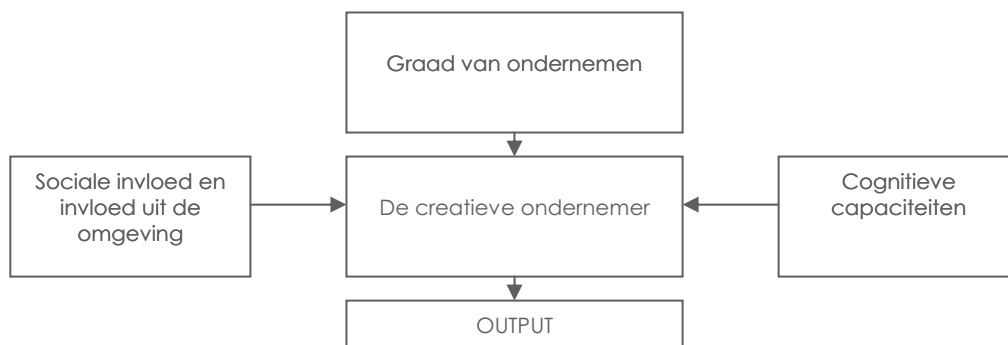 Graad van ondernemen
Sociale invloed en
invloed uit de
omgeving
De creatieve ondernemer
Cognitieve
capaciteiten
OUTPUT